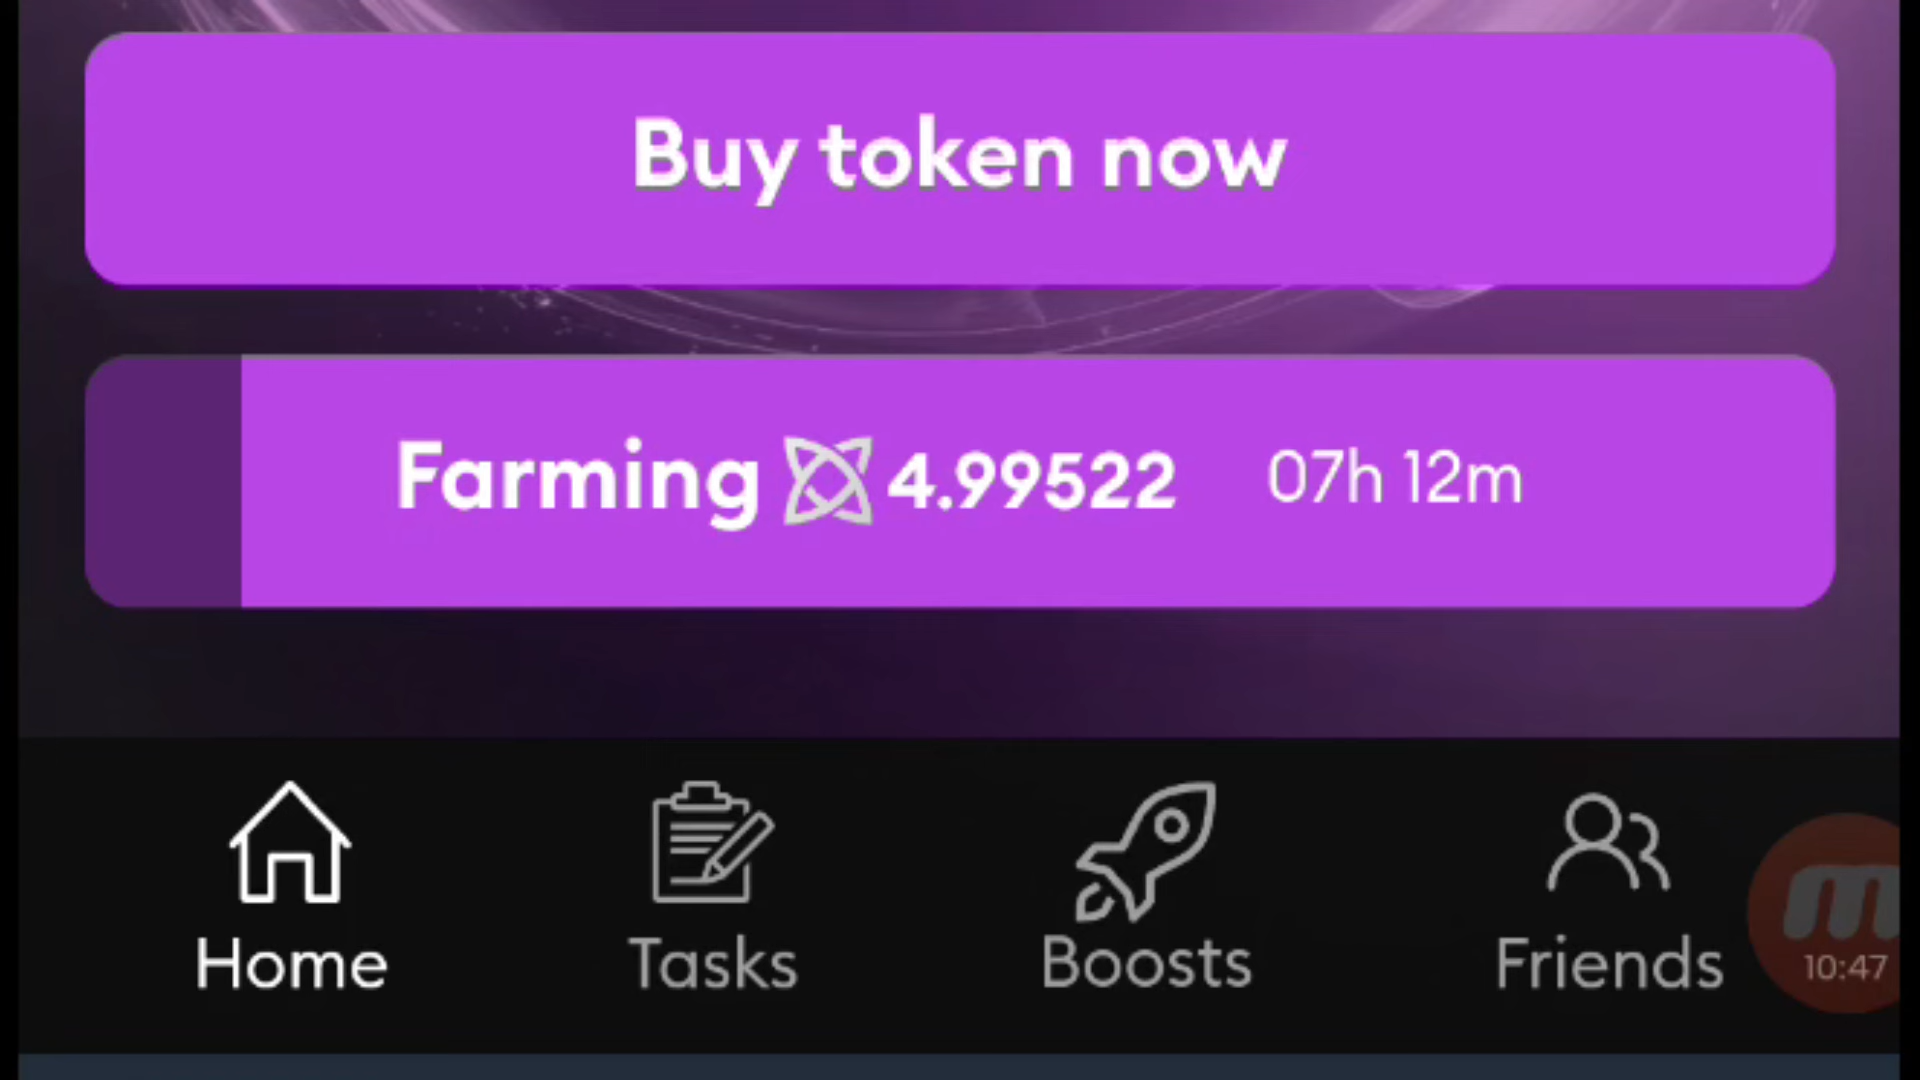 Buy token now
Farming 4.99522 07h 12m
Home Tasks Boosts Friends
m
10:47